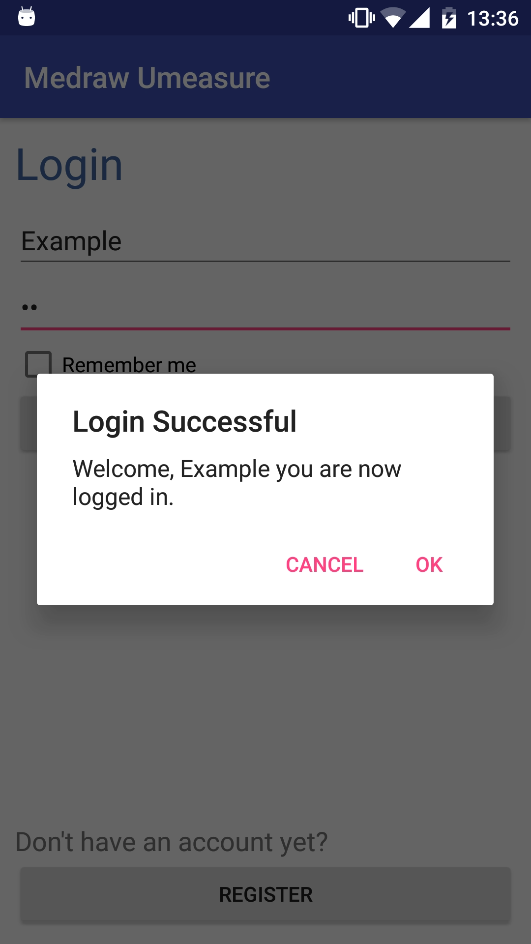 13:36
Medraw Umeasure
Login
Example
••
Remember me
Login Successful
Welcome, Example you are now
logged in.
CANCEL OK
Don't have an account yet?
REGISTER